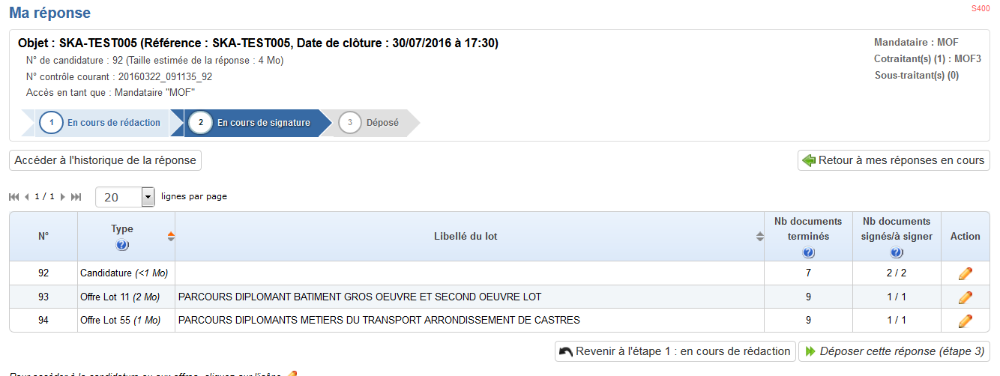 Ma réponse
S400
Objet : SKA-TEST005 (Référence : SKA-TEST005, Date de clôture : 30/07/2016 à 17:30)
N° de candidature : 92 (Taille estimée de la réponse : 4 Mo)
N° contrôle courant : 20160322_091135_92
Accès en tant que : Mandataire "MOF"
Mandataire : MOF
Cotraitant(s) (1) : MOF3
Sous-traitant(s) (0)
1 En cours de rédaction 2 En cours de signature 3 Déposé
Accéder à l'historique de la réponse
Retour à mes réponses en cours
1 / 1 20 lignes par page
N° Type Libellé du lot Nb documents terminés Nb documents signés/à signer Action
92 Candidature (<1 Mo) 7 2 / 2
93 Offre Lot 11 (2 Mo) PARCOURS DIPLOMANT BATIMENT GROS OEUVRE ET SECOND OEUVRE LOT 9 1 / 1
94 Offre Lot 55 (1 Mo) PARCOURS DIPLOMANTS METIERS DU TRANSPORT ARRONDISSEMENT DE CASTRES 9 1 / 1
Revenir à l'étape 1 : en cours de rédaction
Déposer cette réponse (étape 3)
Pour accéder à la candidature ou aux offres, cliquez sur l'icône